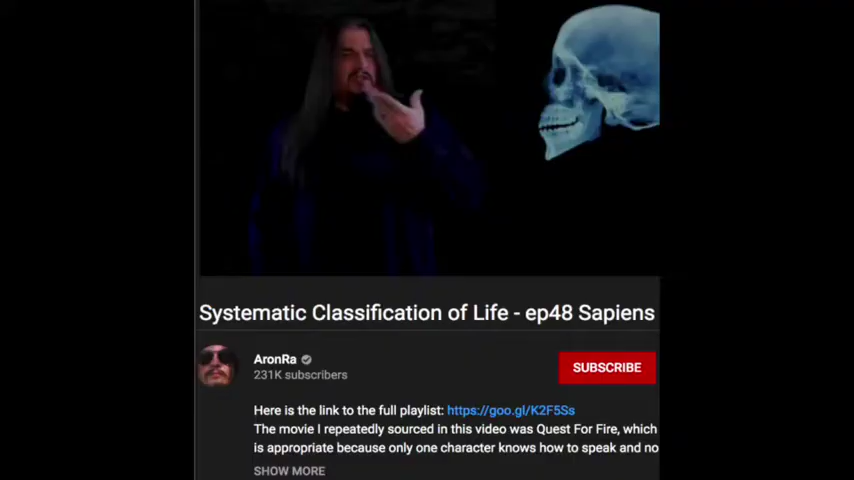 Systematic Classification of Life - ep48 Sapiens
AronRa
SUBSCRIBE
231K subscribers
Here is the link to the full playlist: https://goo.gl/K2F5Ss
The movie I repeatedly sourced in this video was Quest For Fire, which
is appropriate because only one character knows how to speak and no
SHOW MORE